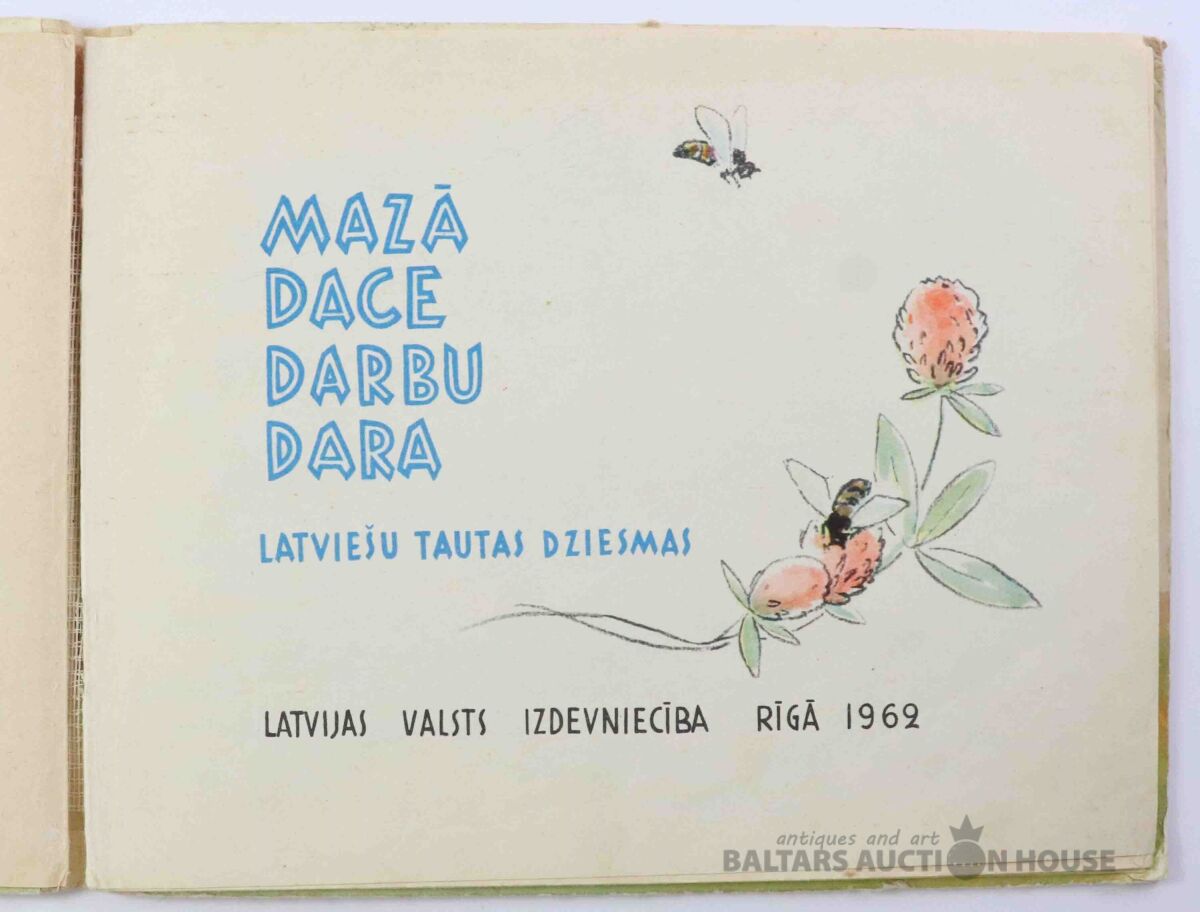 MAZĀ
DACE
DARBU
DARA
LATVIEŠU TAUTAS DZIESMAS
LATVIJAS VALSTS IZDEVNIECĪBA RĪGĀ 1962
antiques and art
BALTARS AUCTION HOUSE